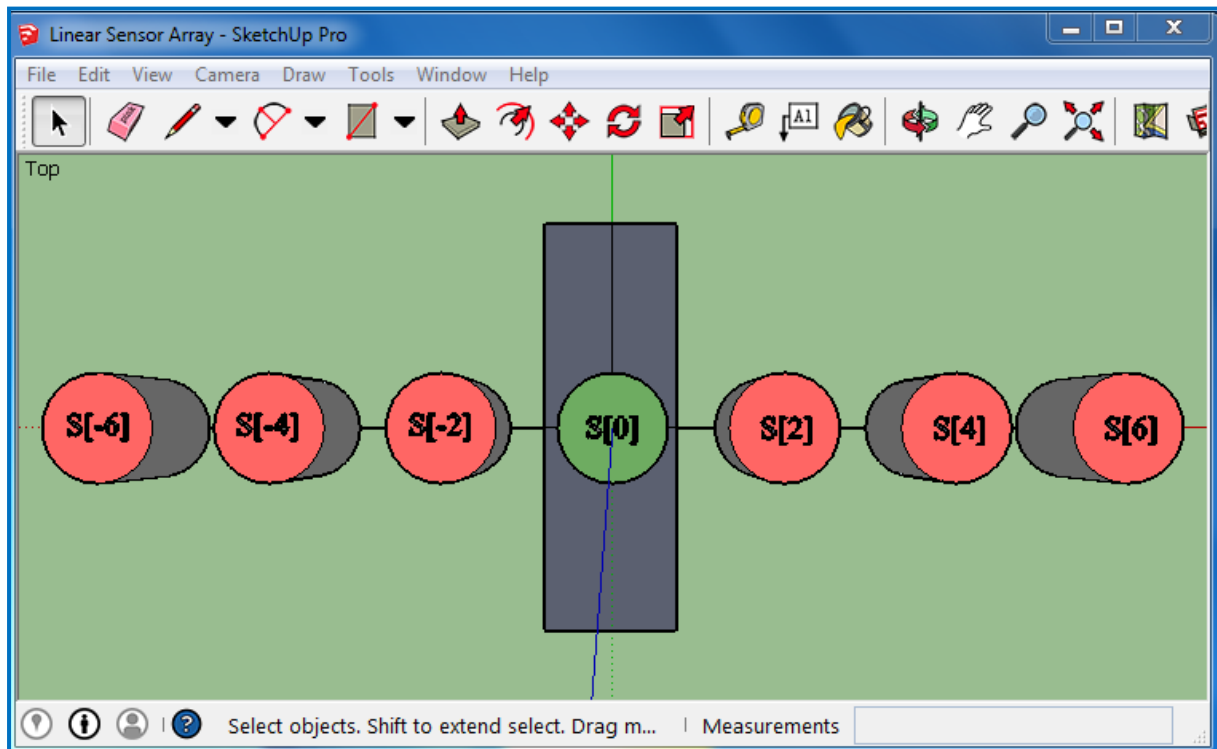 Linear Sensor Array - SketchUp Pro
File Edit View Camera Draw Tools Window Help
A1
Top
S[-6] S[-4] S[-2] S[0] S[2] S[4] S[6]
? Select objects. Shift to extend select. Drag m... Measurements